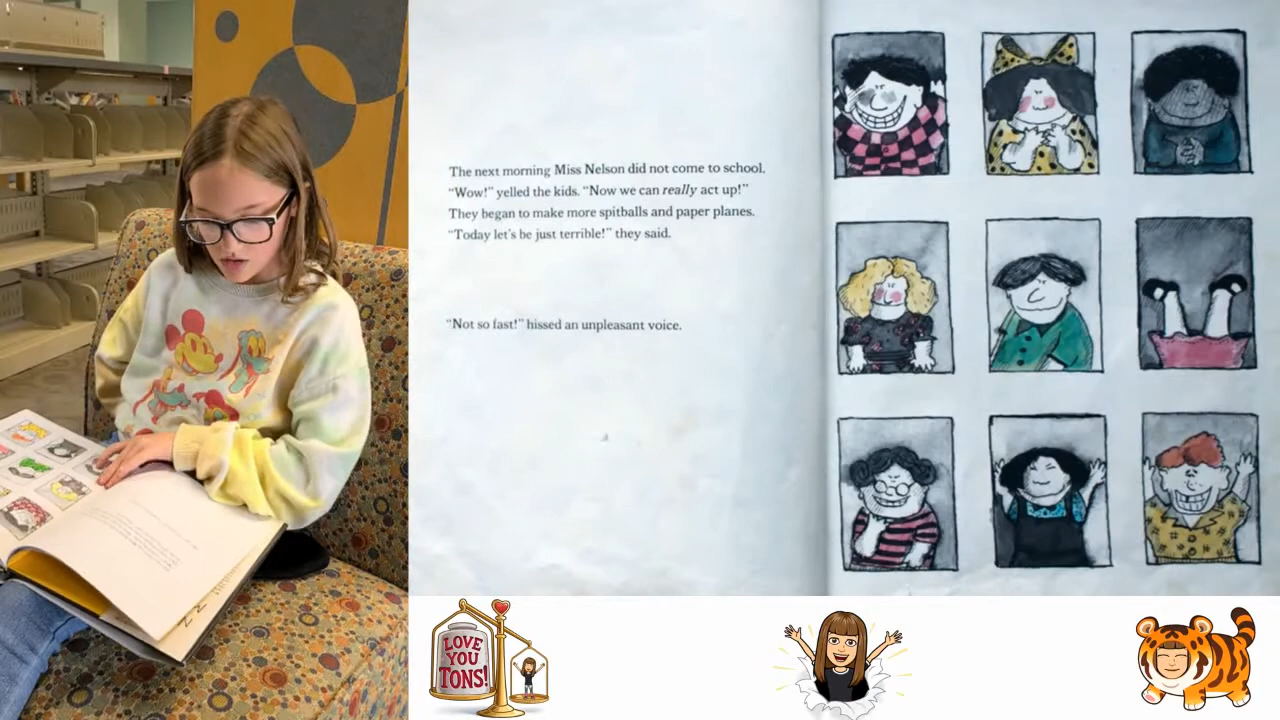 The next morning Miss Nelson did not come to school.
“Wow!” yelled the kids. “Now we can really act up!”
They began to make more spitballs and paper planes.
“Today let’s be just terrible!” they said.
“Not so fast!” hissed an unpleasant voice.
LOVE
YOU
TONS!